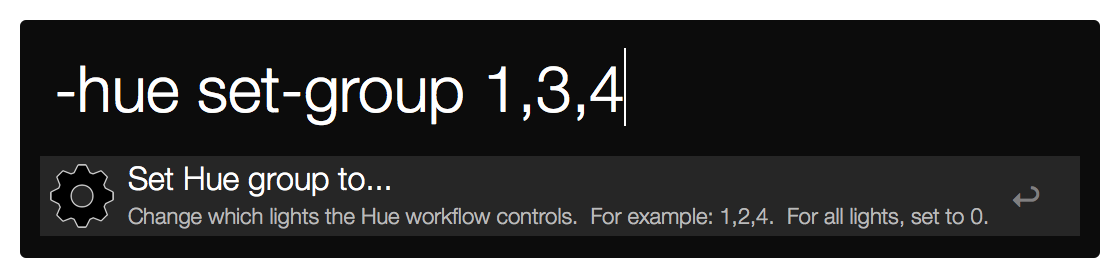 -hue set-group 1,3,4
Set Hue group to...
Change which lights the Hue workflow controls.  For example: 1,2,4.  For all lights, set to 0.